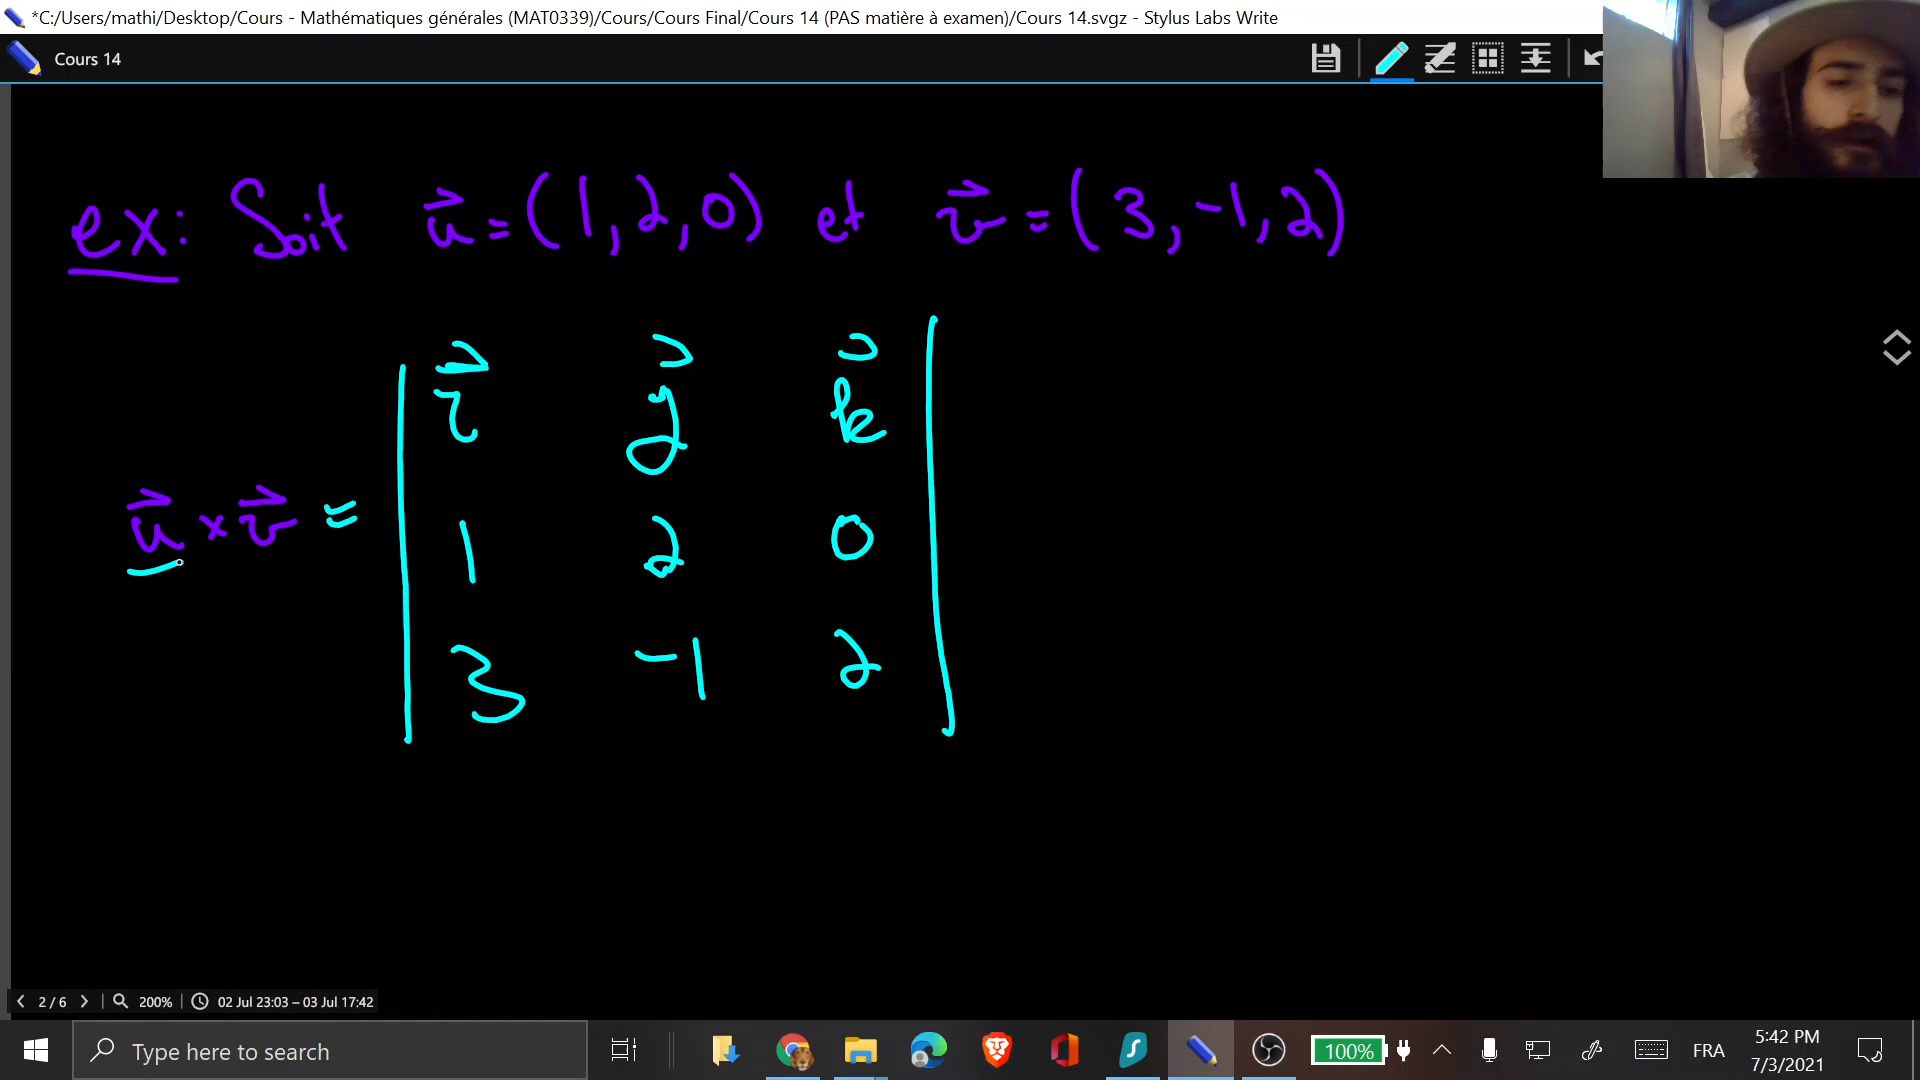 *C:/Users/mathi/Desktop/Cours - Mathématiques générales (MAT0339)/Cours/Cours Final/Cours 14 (PAS matière à examen)/Cours 14.svgz - Stylus Labs Write
Cours 14
ex: Soit u⃗ = (1, 2, 0) et v⃗ = (3, -1, 2)
i⃗ j⃗ k⃗
u⃗ × v⃗ = | 1 2 0 |
3 -1 2
2 / 6 200% 02 Jul 23:03 – 03 Jul 17:42
Type here to search 100% FRA 5:42 PM
7/3/2021